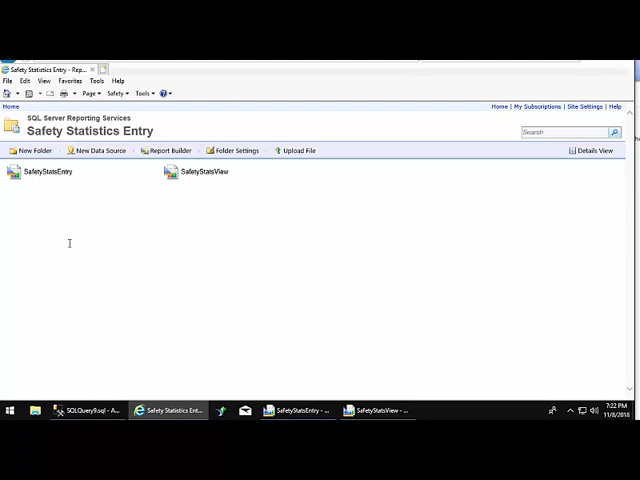 Safety Statistics Entry - Rep...
File Edit View Favorites Tools Help
Page Safety Tools
Home
Home | My Subscriptions | Site Settings | Help
SQL Server Reporting Services
Safety Statistics Entry
Search
New Folder New Data Source Report Builder Folder Settings Upload File Details View
SafetyStatsEntry SafetyStatsView
SQLQuery9.sql - A... Safety Statistics Ent... SafetyStatsEntry - ... SafetyStatsView - ...
7:22 PM
11/8/2018